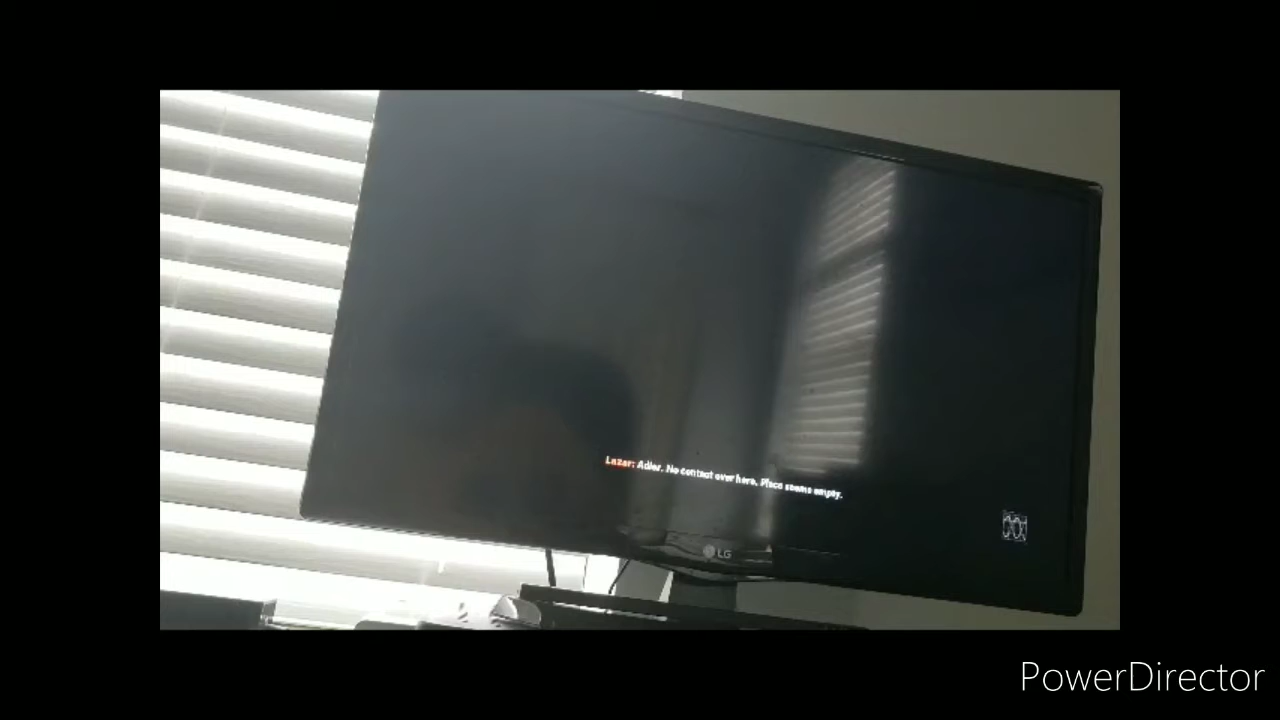 Lazar: Adler. No contact over here. Place seems empty.
LG
PowerDirector